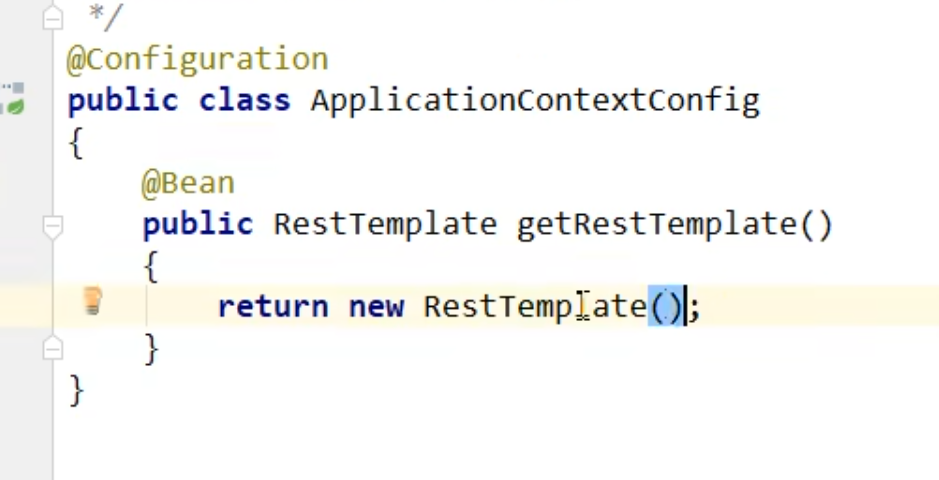 */
@Configuration
public class ApplicationContextConfig
{
@Bean
public RestTemplate getRestTemplate()
{
return new RestTemplate();
}
}